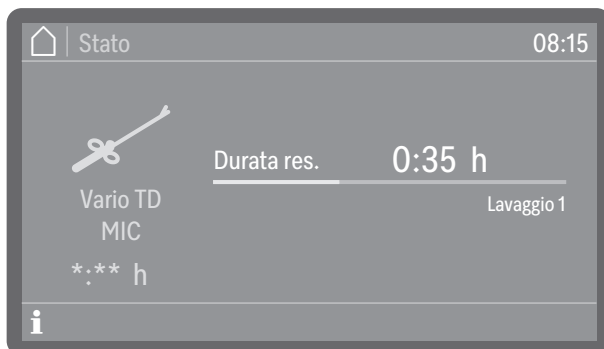 Stato 08:15
Durata res. 0:35 h
Lavaggio 1
Vario TD
MIC
*:** h
i